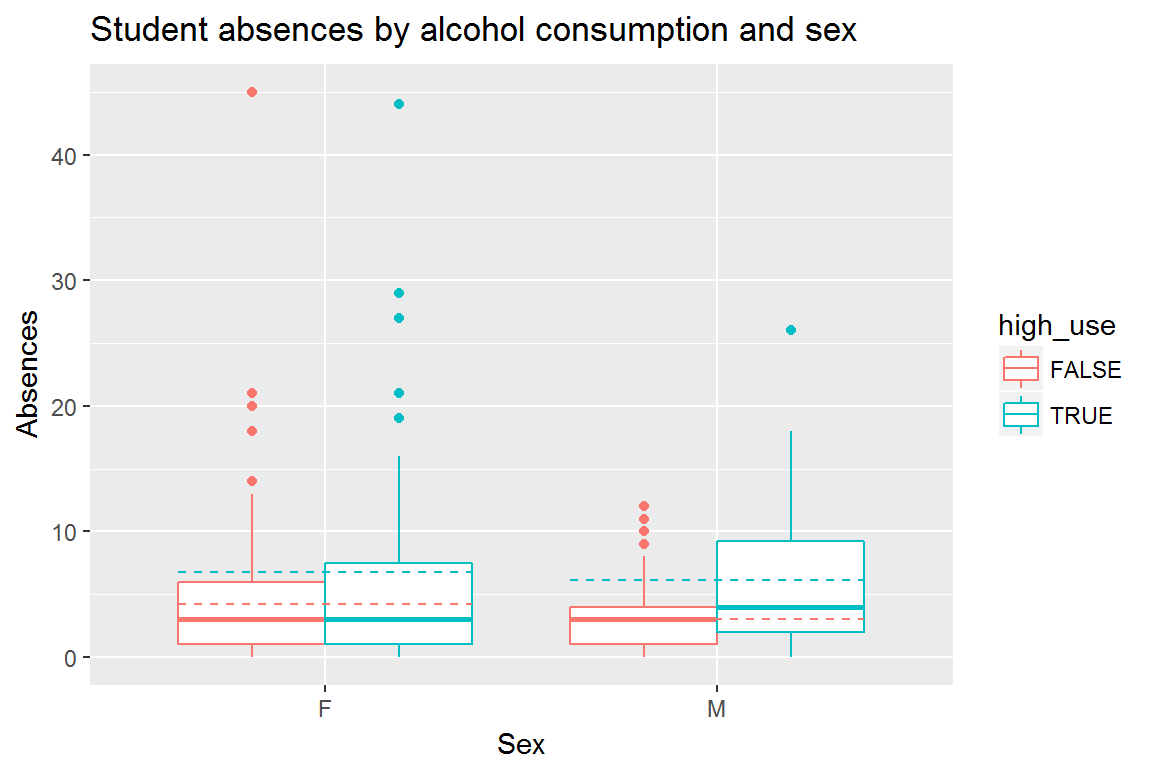 Student absences by alcohol consumption and sex
Absences
40
30
20
10
0
F
M
Sex
high_use
FALSE
TRUE